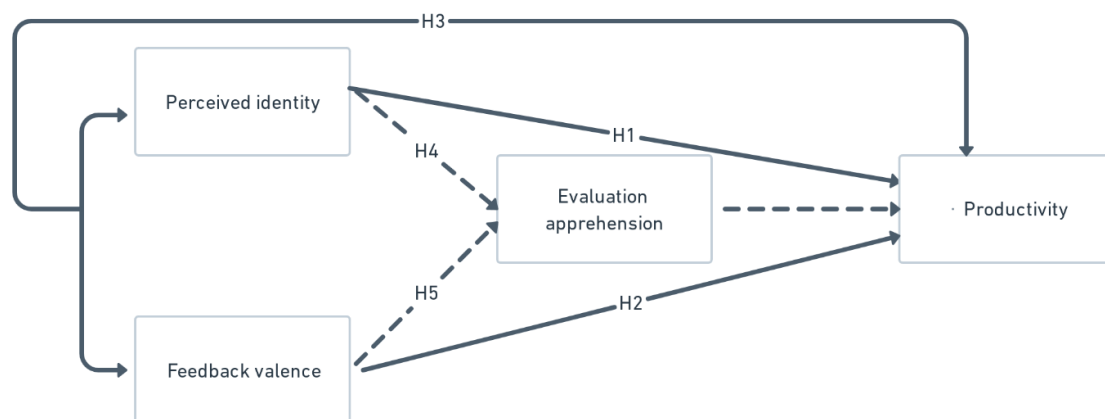 H3
Perceived identity
H1
H4
Evaluation
apprehension
· Productivity
H5
H2
Feedback valence